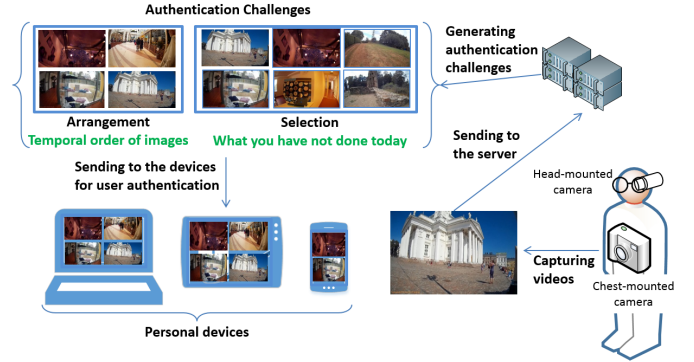 Authentication Challenges
Arrangement
Temporal order of images
Selection
What you have not done today
Generating
authentication
challenges
Sending to
the server
Sending to the devices
for user authentication
Head-mounted
camera
Capturing
videos
Chest-mounted
camera
Personal devices